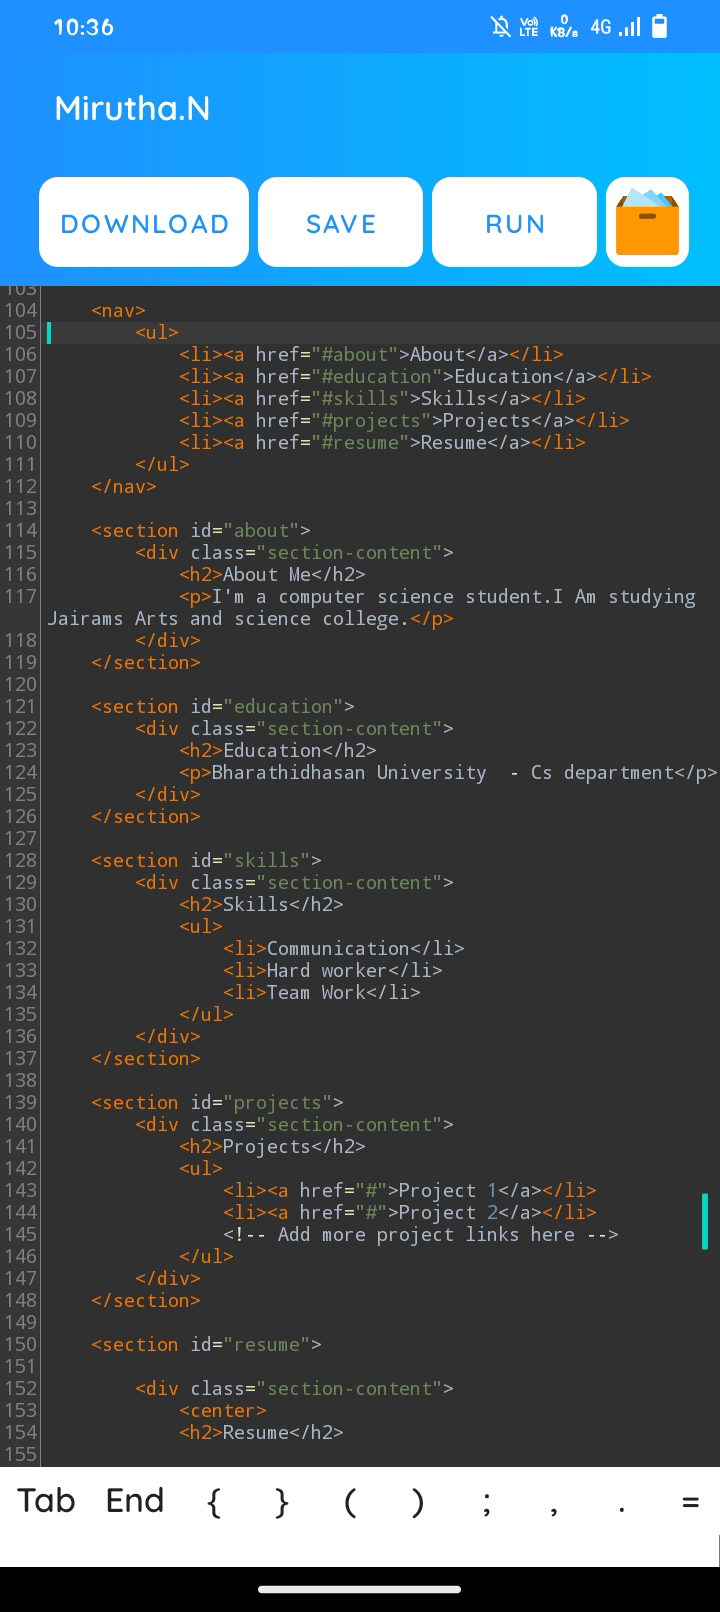 10:36
Vo) LTE
0 KB/s
4G
Mirutha.N
DOWNLOAD SAVE RUN
103
104 <nav>
105 <ul>
106 <li><a href="#about">About</a></li>
107 <li><a href="#education">Education</a></li>
108 <li><a href="#skills">Skills</a></li>
109 <li><a href="#projects">Projects</a></li>
110 <li><a href="#resume">Resume</a></li>
111 </ul>
112 </nav>
113
114 <section id="about">
115 <div class="section-content">
116 <h2>About Me</h2>
117 <p>I'm a computer science student.I Am studying
Jairams Arts and science college.</p>
118 </div>
119 </section>
120
121 <section id="education">
122 <div class="section-content">
123 <h2>Education</h2>
124 <p>Bharathidhasan University  - Cs department</p>
125 </div>
126 </section>
127
128 <section id="skills">
129 <div class="section-content">
130 <h2>Skills</h2>
131 <ul>
132 <li>Communication</li>
133 <li>Hard worker</li>
134 <li>Team Work</li>
135 </ul>
136 </div>
137 </section>
138
139 <section id="projects">
140 <div class="section-content">
141 <h2>Projects</h2>
142 <ul>
143 <li><a href="#">Project 1</a></li>
144 <li><a href="#">Project 2</a></li>
145 <!-- Add more project links here -->
146 </ul>
147 </div>
148 </section>
149
150 <section id="resume">
151
152 <div class="section-content">
153 <center>
154 <h2>Resume</h2>
155
Tab End { } ( ) ; , . =